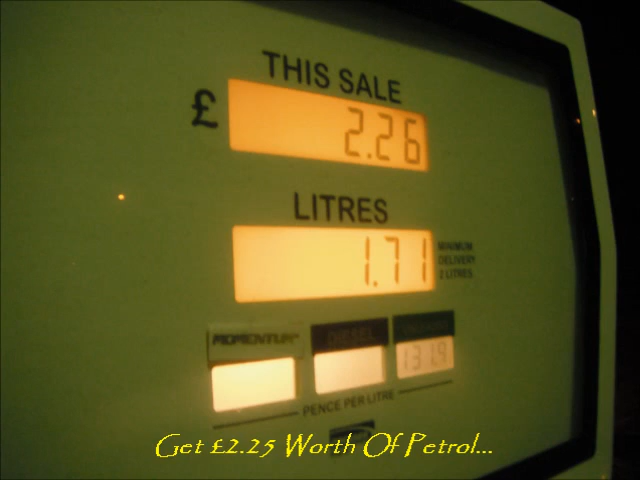 THIS SALE
£ 2.26
LITRES
1.71
MINIMUM
DELIVERY
2 LITRES
MOMENTUM DIESEL
131.9
PENCE PER LITRE
Get £2.25 Worth Of Petrol...